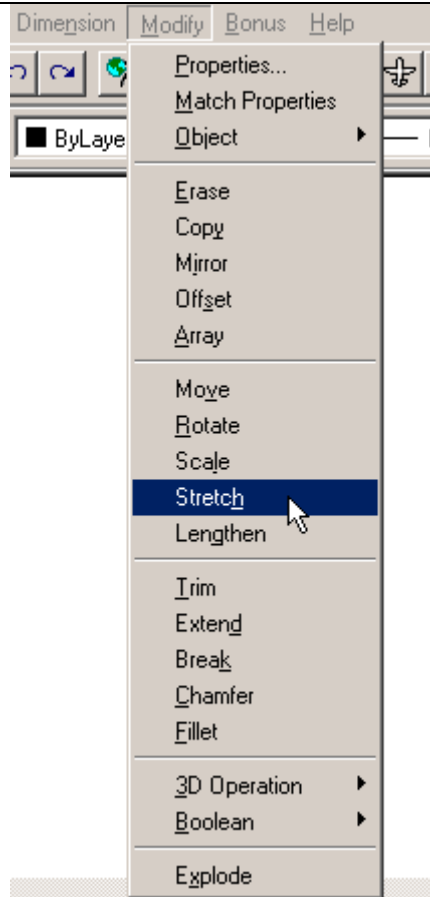 Dimension Modify Bonus Help
Properties...
Match Properties
Object
ByLaye
Erase
Copy
Mirror
Offset
Array
Move
Rotate
Scale
Stretch
Lengthen
Trim
Extend
Break
Chamfer
Fillet
3D Operation
Boolean
Explode